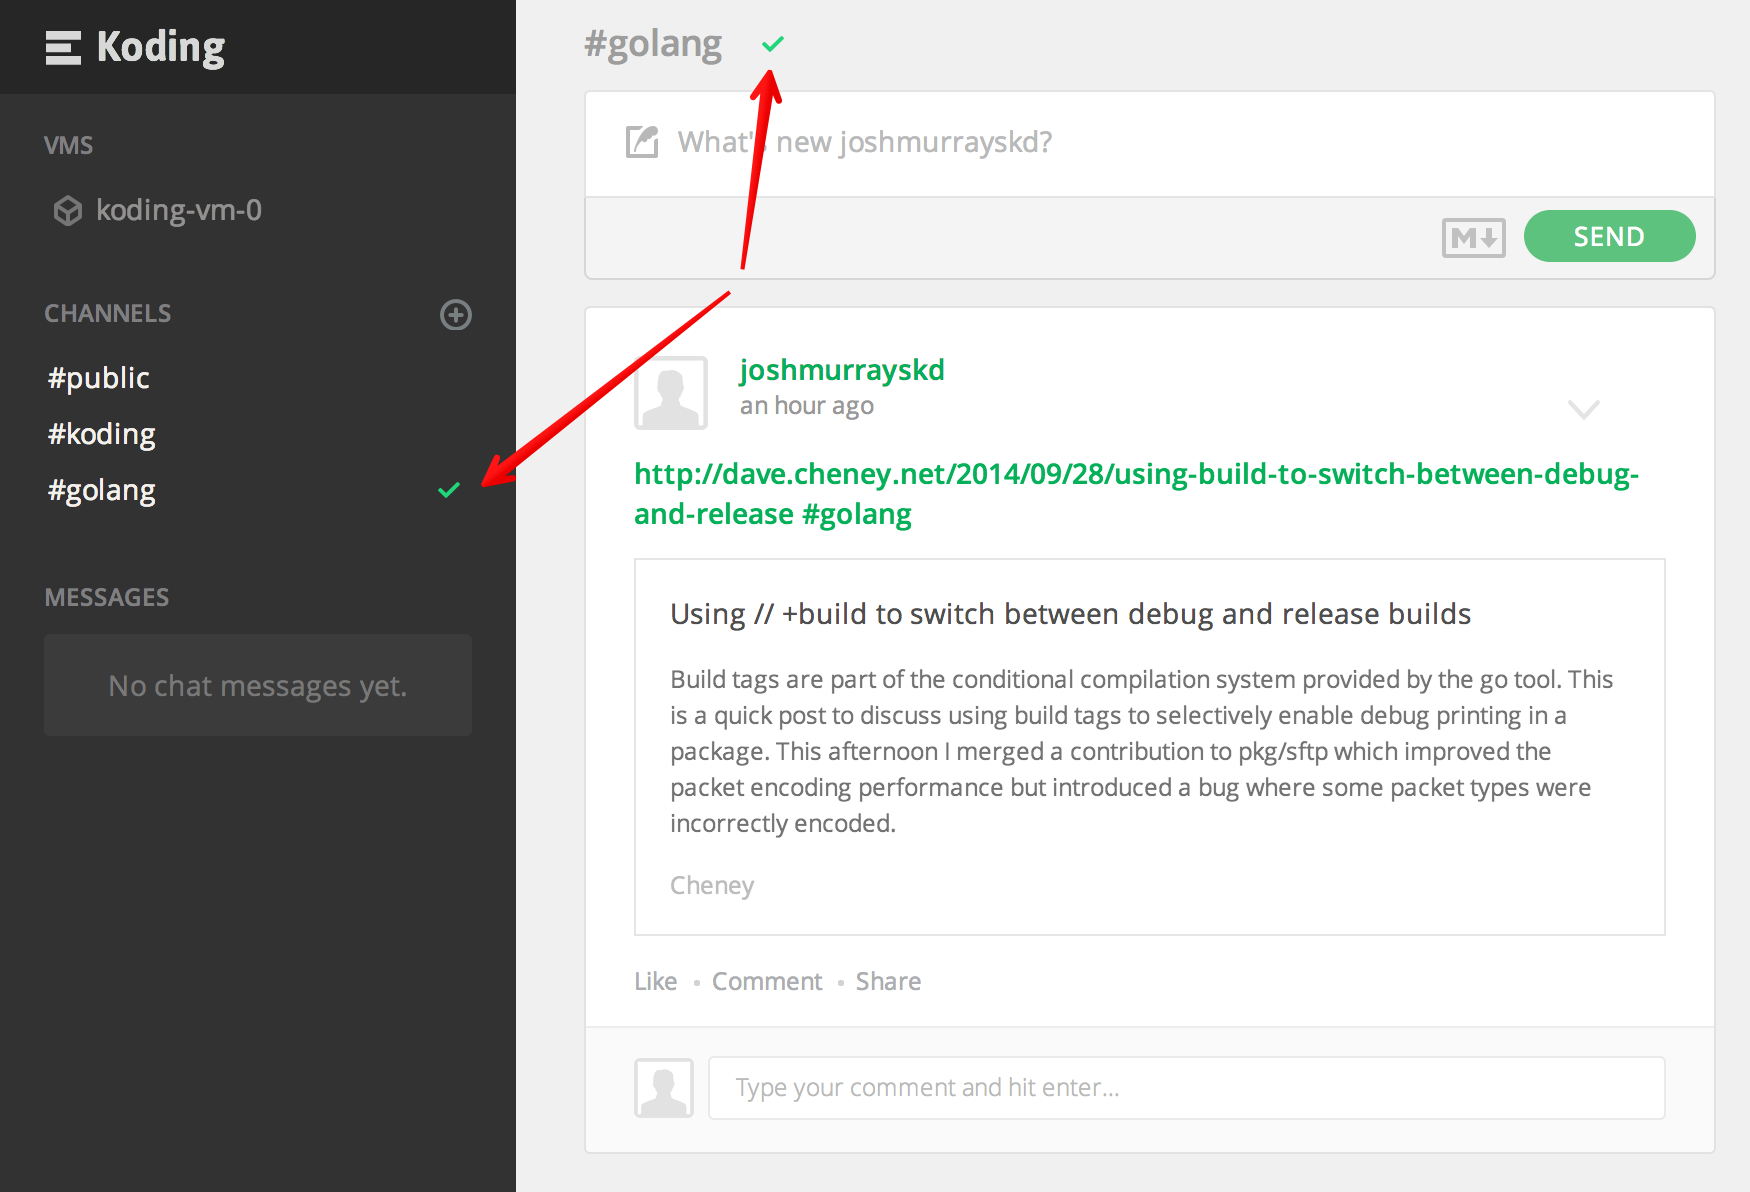 Koding
VMS
koding-vm-0
CHANNELS
#public
#koding
#golang
MESSAGES
No chat messages yet.
#golang
What' new joshmurrayskd?
M
SEND
joshmurrayskd
an hour ago
http://dave.cheney.net/2014/09/28/using-build-to-switch-between-debug-
and-release #golang
Using // +build to switch between debug and release builds
Build tags are part of the conditional compilation system provided by the go tool. This
is a quick post to discuss using build tags to selectively enable debug printing in a
package. This afternoon I merged a contribution to pkg/sftp which improved the
packet encoding performance but introduced a bug where some packet types were
incorrectly encoded.
Cheney
Like • Comment • Share
Type your comment and hit enter...